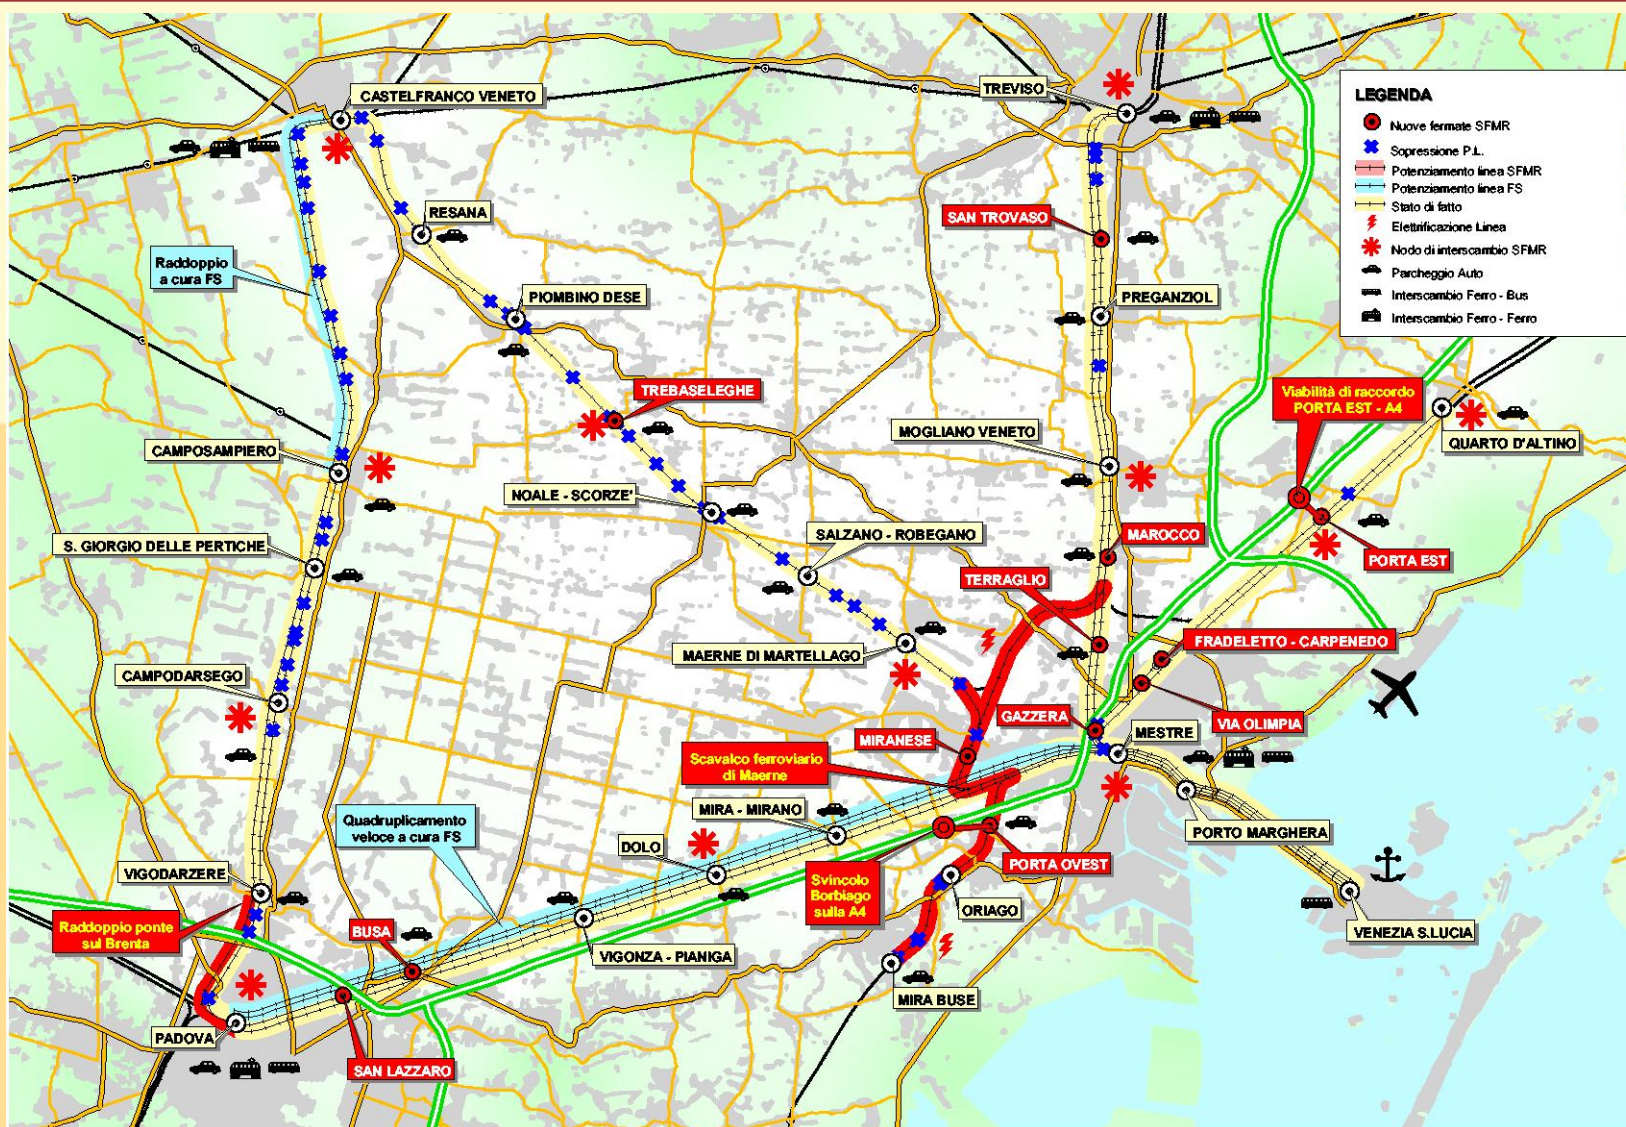 CASTELFRANCO VENETO
TREVISO
LEGENDA
Nuove fermate SFMR
Sopressione P.L.
Potenziamento linea SFMR
Potenziamento linea FS
Stato di fatto
Elettrificazione Linea
Nodo di interscambio SFMR
Parcheggio Auto
Interscambio Ferro - Bus
Interscambio Ferro - Ferro
RESANA
SAN TROVASO
Raddoppio
a cura FS
PIOMBINO DESE
PREGANZIOL
TREBASELEGHE
Viabilità di raccordo
PORTA EST - A4
MOGLIANO VENETO
QUARTO D'ALTINO
CAMPOSAMPIERO
NOALE - SCORZE'
SALZANO - ROBEGANO
MAROCCO
S. GIORGIO DELLE PERTICHE
PORTA EST
TERRAGLIO
FRADELETTO - CARPENEDO
MAERNE DI MARTELLAGO
CAMPODARSEGO
GAZZERA
VIA OLIMPIA
MIRANESE
MESTRE
Scavalco ferroviario
di Maerne
MIRA - MIRANO
Quadruplicamento
veloce a cura FS
PORTO MARGHERA
DOLO
PORTA OVEST
VIGODARZERE
Svincolo
Borbiago
sulla A4
ORIAGO
Raddoppio ponte
sul Brenta
BUSA
VENEZIA S.LUCIA
VIGONZA - PIANIGA
MIRA BUSE
PADOVA
SAN LAZZARO